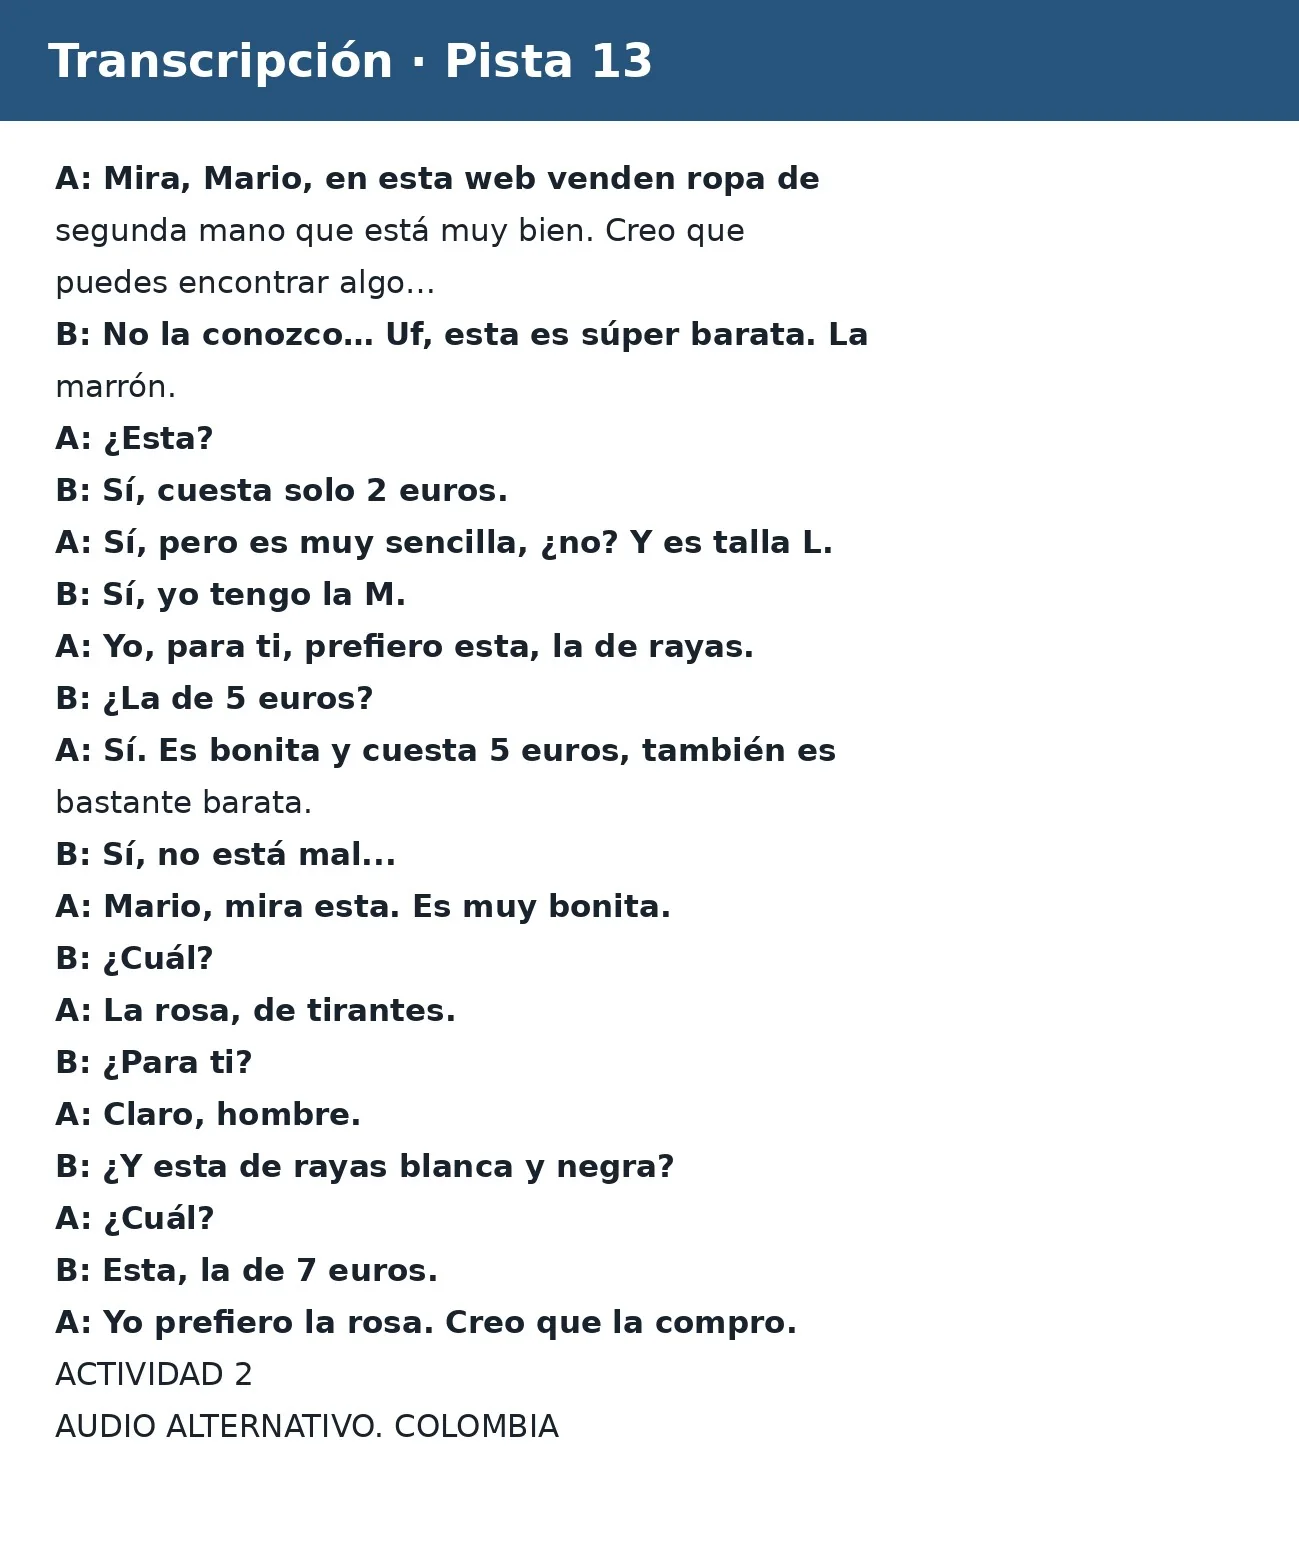 Transcripción · Pista 13
A: Mira, Mario, en esta web venden ropa de
segunda mano que está muy bien. Creo que
puedes encontrar algo…
B: No la conozco… Uf, esta es súper barata. La
marrón.
A: ¿Esta?
B: Sí, cuesta solo 2 euros.
A: Sí, pero es muy sencilla, ¿no? Y es talla L.
B: Sí, yo tengo la M.
A: Yo, para ti, prefiero esta, la de rayas.
B: ¿La de 5 euros?
A: Sí. Es bonita y cuesta 5 euros, también es
bastante barata.
B: Sí, no está mal...
A: Mario, mira esta. Es muy bonita.
B: ¿Cuál?
A: La rosa, de tirantes.
B: ¿Para ti?
A: Claro, hombre.
B: ¿Y esta de rayas blanca y negra?
A: ¿Cuál?
B: Esta, la de 7 euros.
A: Yo prefiero la rosa. Creo que la compro.
ACTIVIDAD 2
AUDIO ALTERNATIVO. COLOMBIA